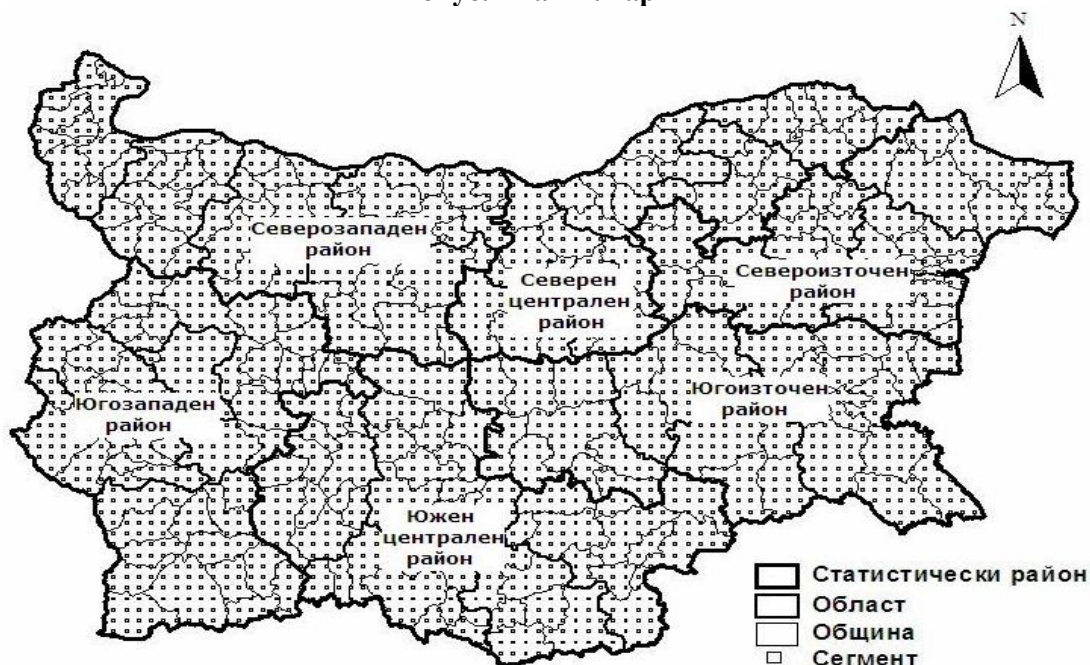 N
Северозападен
район
Северен
централен
район
Североизточен
район
Югозападен
район
Югоизточен
район
Южен
централен
район
Статистически район
Област
Община
Сегмент